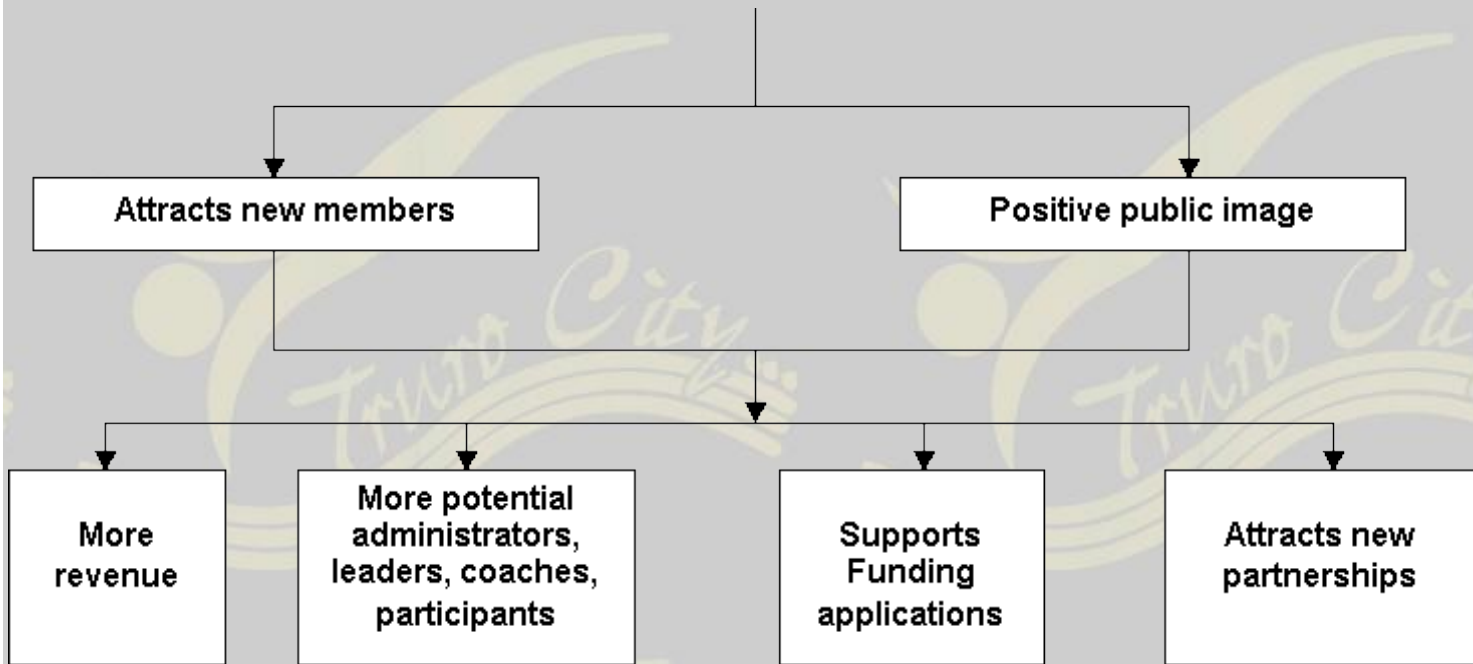 Attracts new members
Positive public image
Truro City
Truro City
More
revenue
More potential
administrators,
leaders, coaches,
participants
Supports
Funding
applications
Attracts new
partnerships